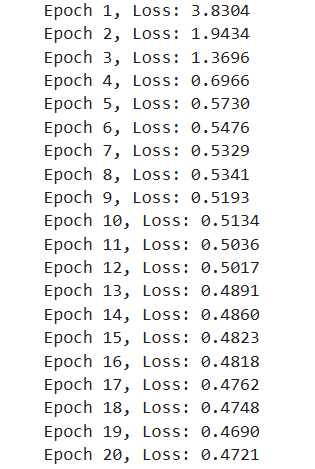 Epoch 1, Loss: 3.8304
Epoch 2, Loss: 1.9434
Epoch 3, Loss: 1.3696
Epoch 4, Loss: 0.6966
Epoch 5, Loss: 0.5730
Epoch 6, Loss: 0.5476
Epoch 7, Loss: 0.5329
Epoch 8, Loss: 0.5341
Epoch 9, Loss: 0.5193
Epoch 10, Loss: 0.5134
Epoch 11, Loss: 0.5036
Epoch 12, Loss: 0.5017
Epoch 13, Loss: 0.4891
Epoch 14, Loss: 0.4860
Epoch 15, Loss: 0.4823
Epoch 16, Loss: 0.4818
Epoch 17, Loss: 0.4762
Epoch 18, Loss: 0.4748
Epoch 19, Loss: 0.4690
Epoch 20, Loss: 0.4721